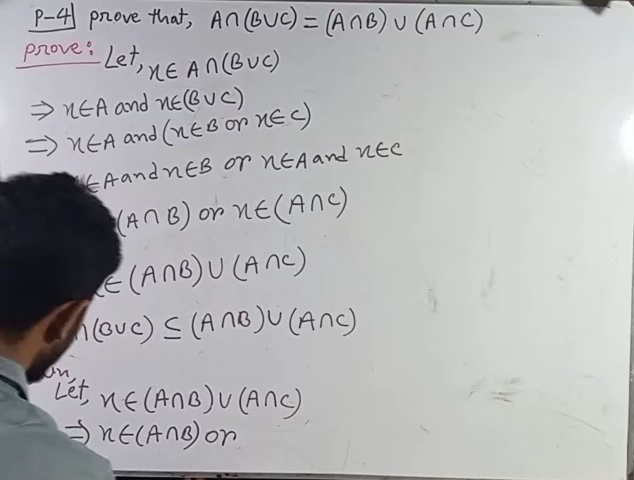 P-4 prove that, A∩(B∪C) = (A∩B) ∪ (A∩C)
prove:
Let, x∈ A∩(B∪C)
⇒ x∈A and x∈(B∪C)
⇒ x∈A and (x∈B or x∈C)
∈A and x∈B or x∈A and x∈C
(A∩B) or x∈(A∩C)
∈(A∩B)∪(A∩C)
∩(B∪C) ⊆ (A∩B)∪(A∩C)
Let, x∈(A∩B)∪(A∩C)
⇒ x∈(A∩B) or